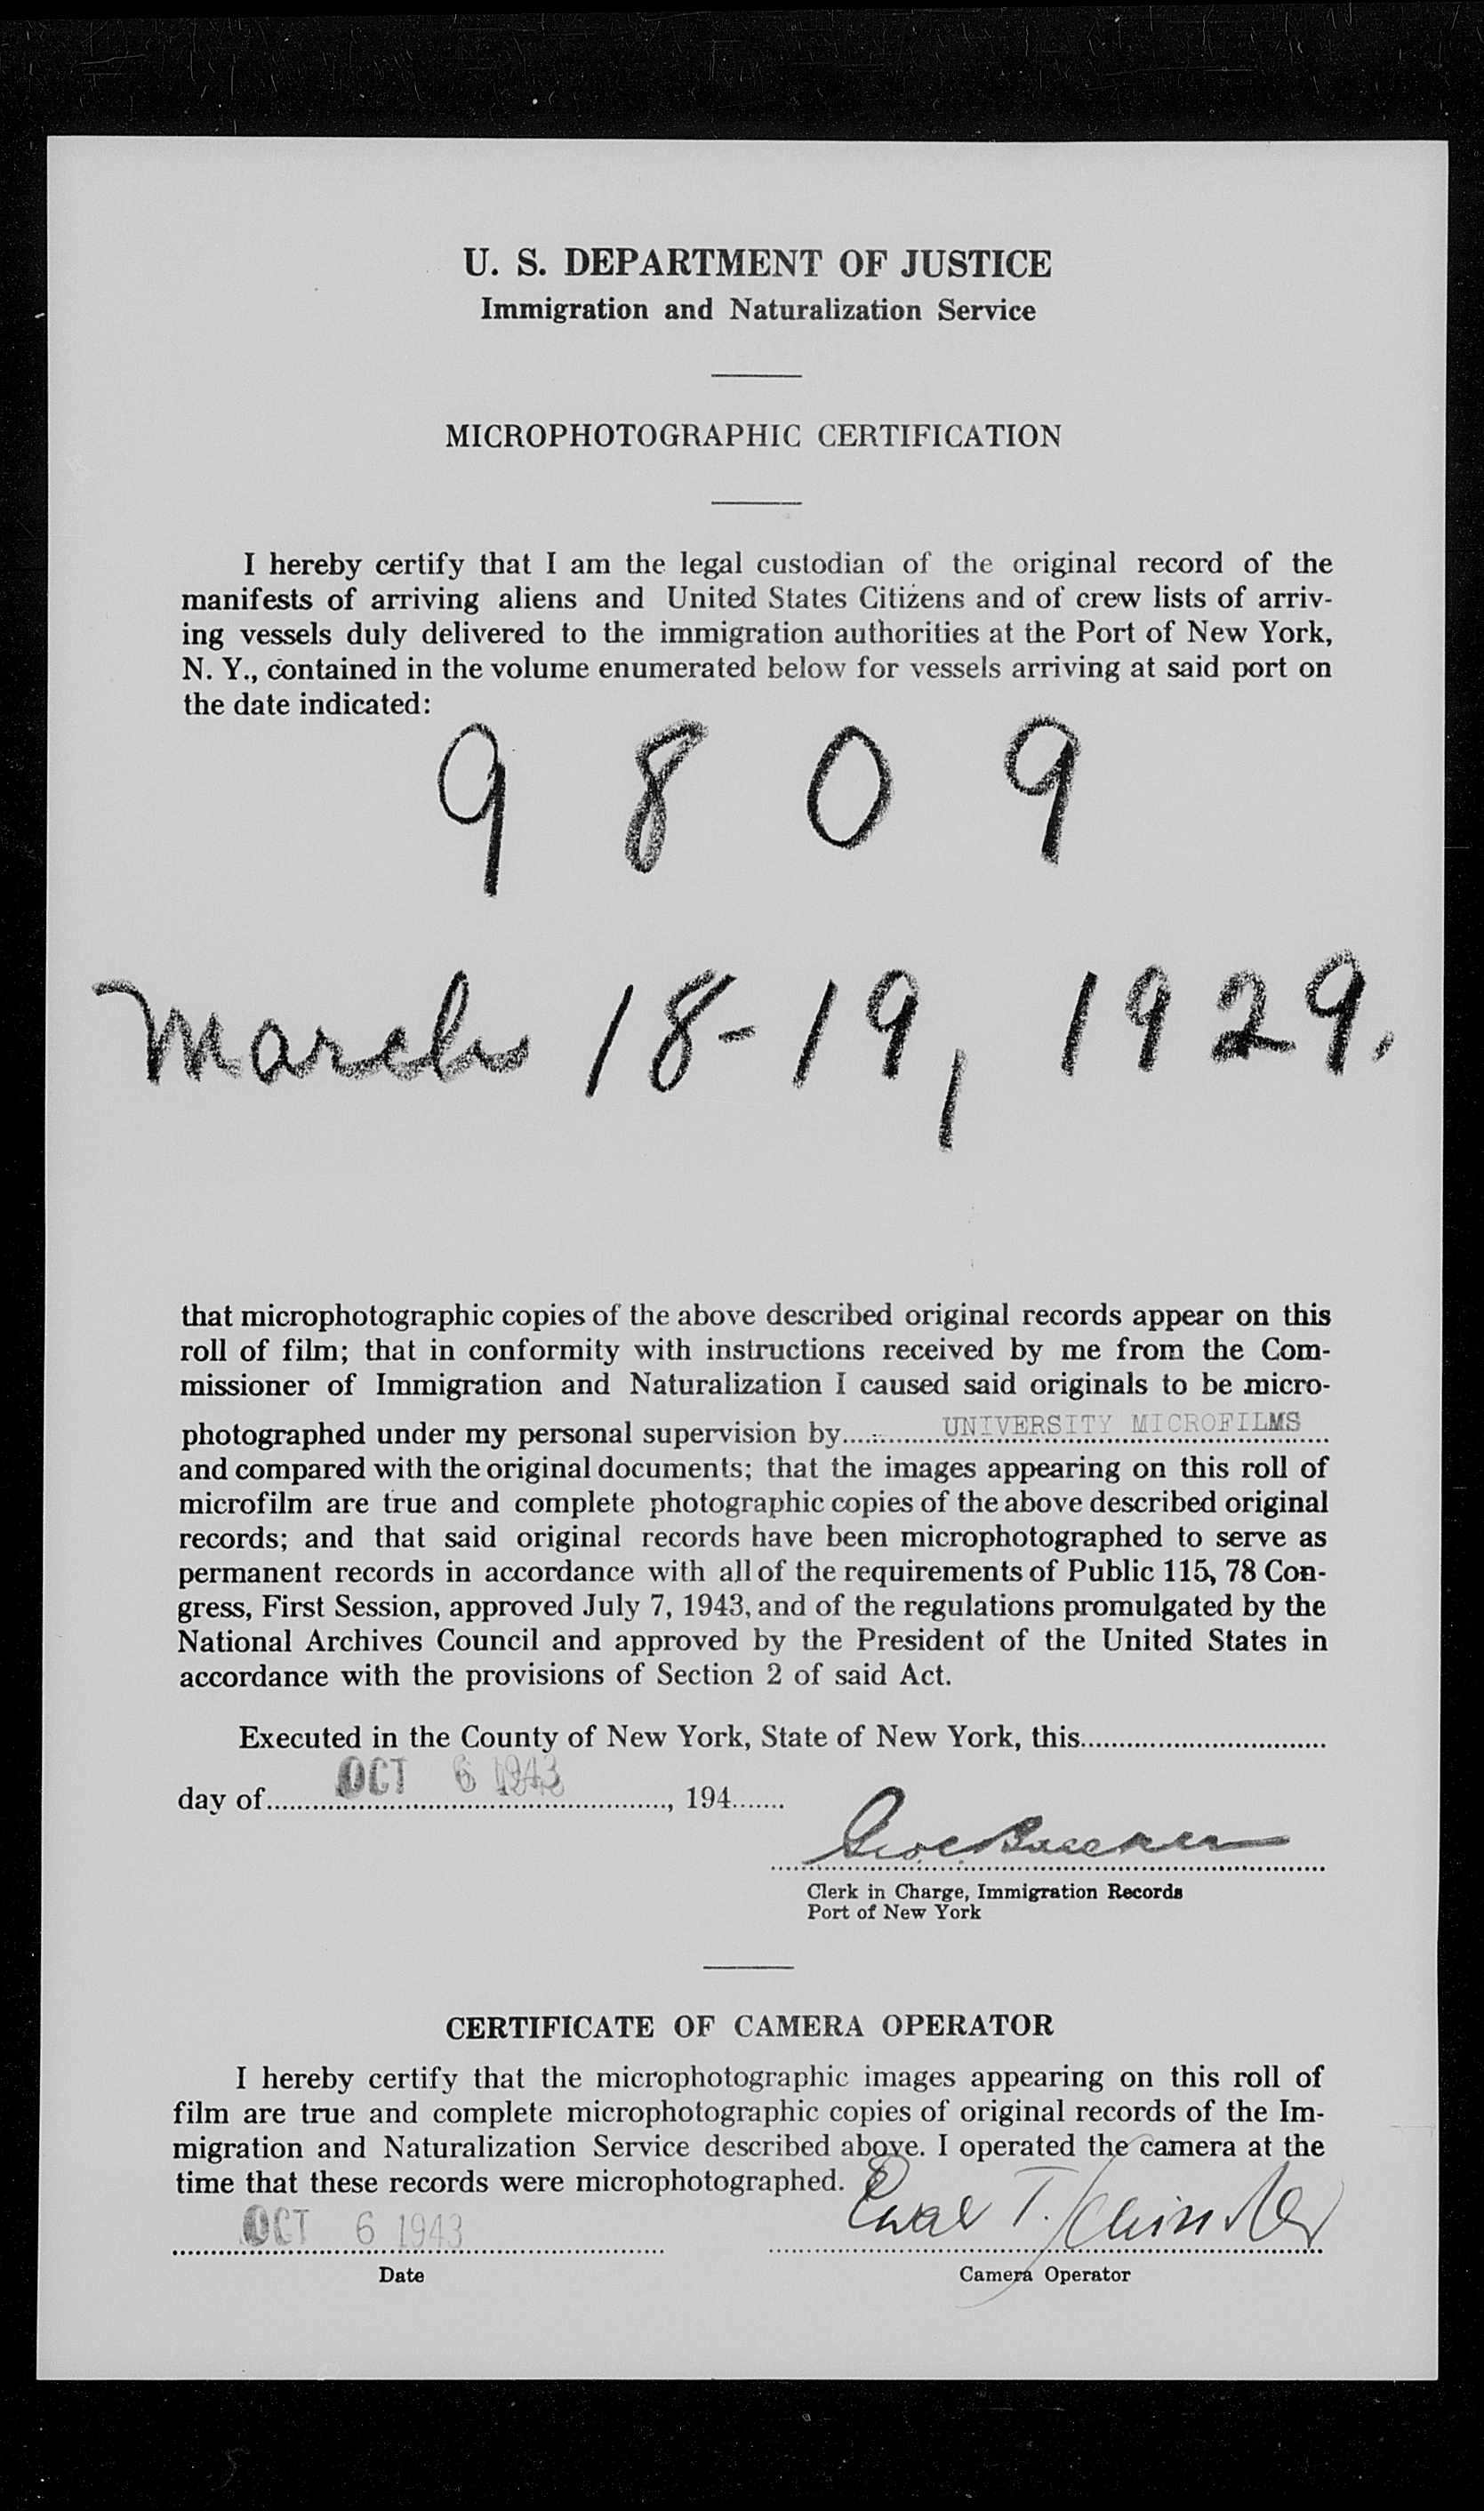 U. S. DEPARTMENT OF JUSTICE
Immigration and Naturalization Service
MICROPHOTOGRAPHIC CERTIFICATION
I hereby certify that I am the legal custodian of the original record of the
manifests of arriving aliens and United States Citizens and of crew lists of arriv-
ing vessels duly delivered to the immigration authorities at the Port of New York,
N. Y., contained in the volume enumerated below for vessels arriving at said port on
the date indicated:
9 8 0 9
March 18-19, 1929.
that microphotographic copies of the above described original records appear on this
roll of film; that in conformity with instructions received by me from the Com-
missioner of Immigration and Naturalization I caused said originals to be micro-
photographed under my personal supervision by............UNIVERSITY MICROFILMS
and compared with the original documents; that the images appearing on this roll of
microfilm are true and complete photographic copies of the above described original
records; and that said original records have been microphotographed to serve as
permanent records in accordance with all of the requirements of Public 115, 78 Con-
gress, First Session, approved July 7, 1943, and of the regulations promulgated by the
National Archives Council and approved by the President of the United States in
accordance with the provisions of Section 2 of said Act.
Executed in the County of New York, State of New York, this................................
day of OCT 6 1943, 194.......
Clerk in Charge, Immigration Records
Port of New York
CERTIFICATE OF CAMERA OPERATOR
I hereby certify that the microphotographic images appearing on this roll of
film are true and complete microphotographic copies of original records of the Im-
migration and Naturalization Service described above. I operated the camera at the
time that these records were microphotographed.
OCT 6 1943
Date
Camera Operator